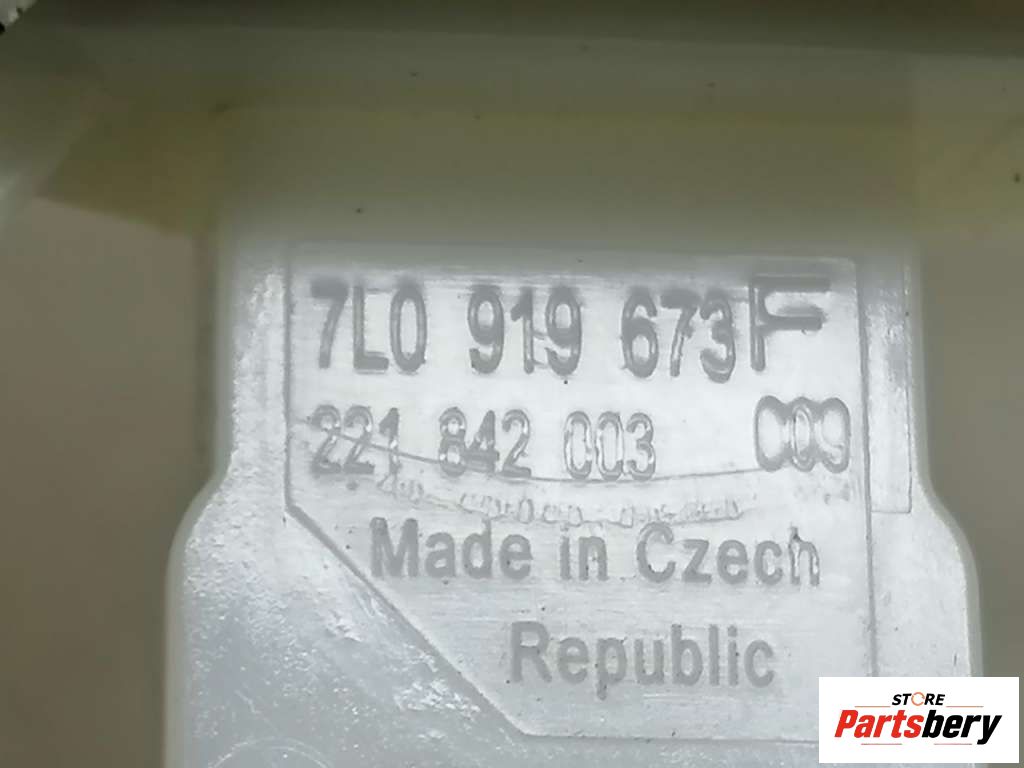 7L0 919 673 F
221 842 003 009
Made in Czech
Republic
STORE
Partsbery